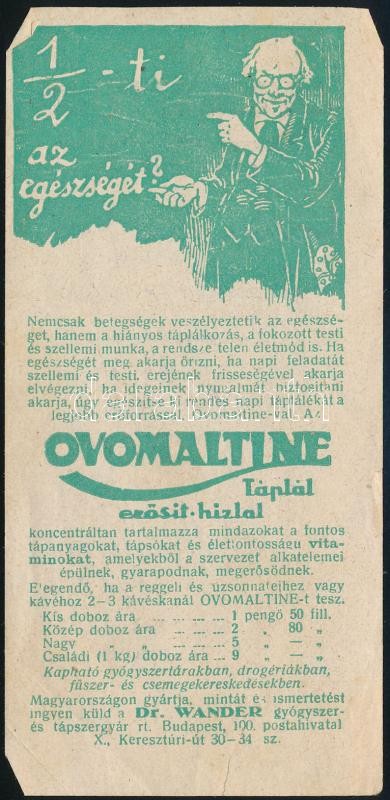 1/2-ti
az
egészségét?
Nemcsak betegségek veszélyeztetik az egészsé-
get, hanem a hiányos táplálkozás, a fokozott testi
és szellemi munka, a rendszertelen életmód is. Ha
egészségét meg akarja őrizni, ha napi feladatát
szellemi és testi erejének frisseségével akarja
elvégezni, ha idegeinek nyugalmát biztosítani
akarja, úgy egészítse ki rendes napi táplálékát a
legjobb erőforrással, Ovomaltine-val. Az
OVOMALTINE
Táplál
erősit-hizlal
koncentráltan tartalmazza mindazokat a fontos
tápanyagokat, tápsókat és életfontosságu vita-
minokat, amelyekből a szervezet alkatelemei
épülnek, gyarapodnak, megerősödnek.
Elegendő, ha a reggeli és uzsonnatejhez vagy
kávéhoz 2-3 kávéskanál OVOMALTINE-t tesz.
Kis doboz ára ... ... ... 1 pengő 50 fill.
Közép doboz ára ... ... ... 2 „ 80 „
Nagy „ „ ... ... ... 5 „ — „
Családi (1 kg) doboz ára ... 9 „ — „
Kapható gyógyszertárakban, drogériákban,
fűszer- és csemegekereskedésekben.
Magyarországon gyártja, mintát és ismertetést
ingyen küld a Dr. WANDER gyógyszer-
és tápszergyár rt. Budapest, 100. postahivatal
X., Keresztúri-út 30-34 sz.